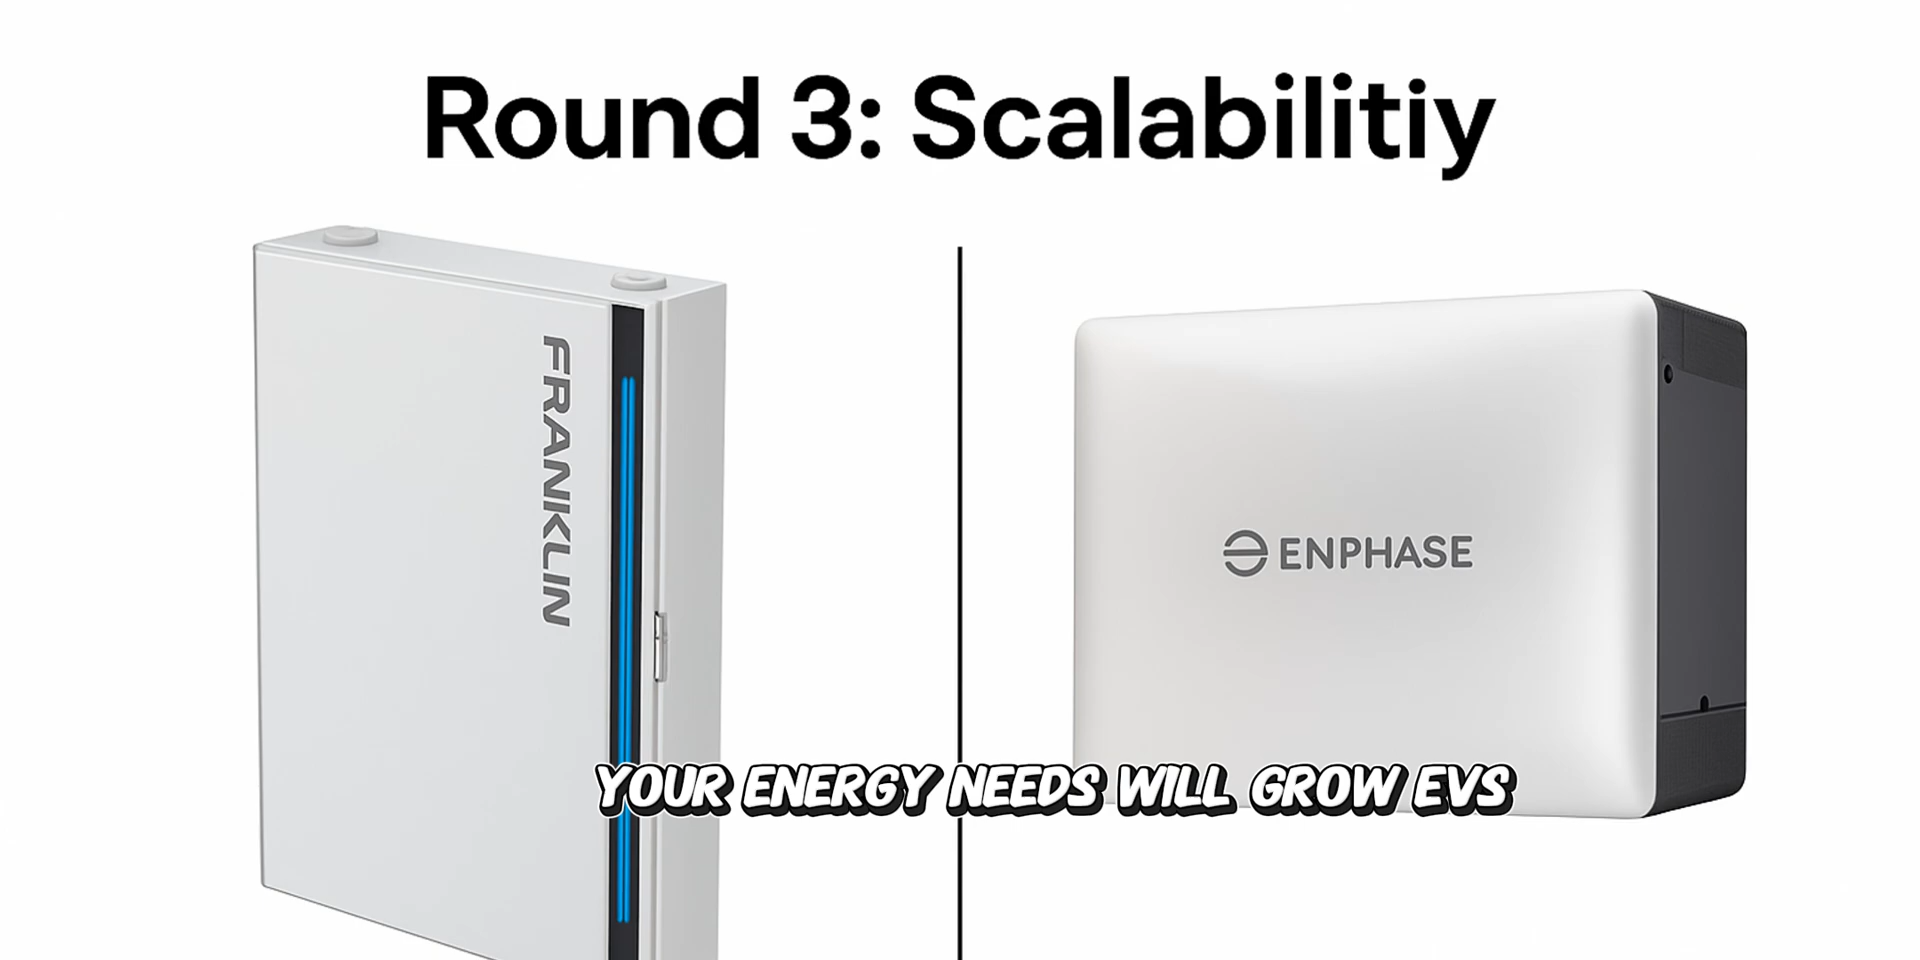 Round 3: Scalabilitiy
FRANKLIN
ENPHASE
YOUR ENERGY NEEDS WILL GROW EVS